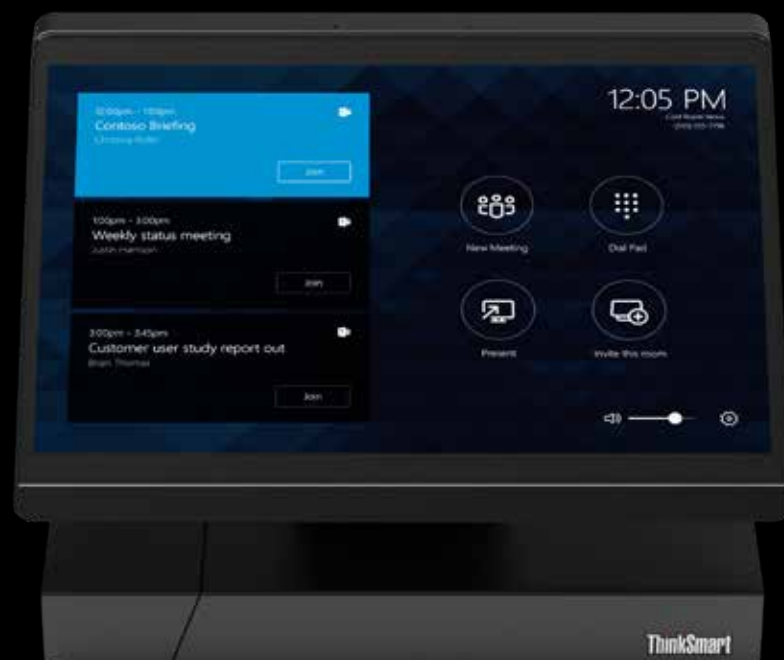 12:00pm - 1:00pm
Contoso Briefing
Join
1:00pm - 3:00pm
Weekly status meeting
Justin Harrison
Join
3:00pm - 3:45pm
Customer user study report out
Brian Thomas
Join
12:05 PM
New Meeting
Dial Pad
Present
Invite this room
ThinkSmart